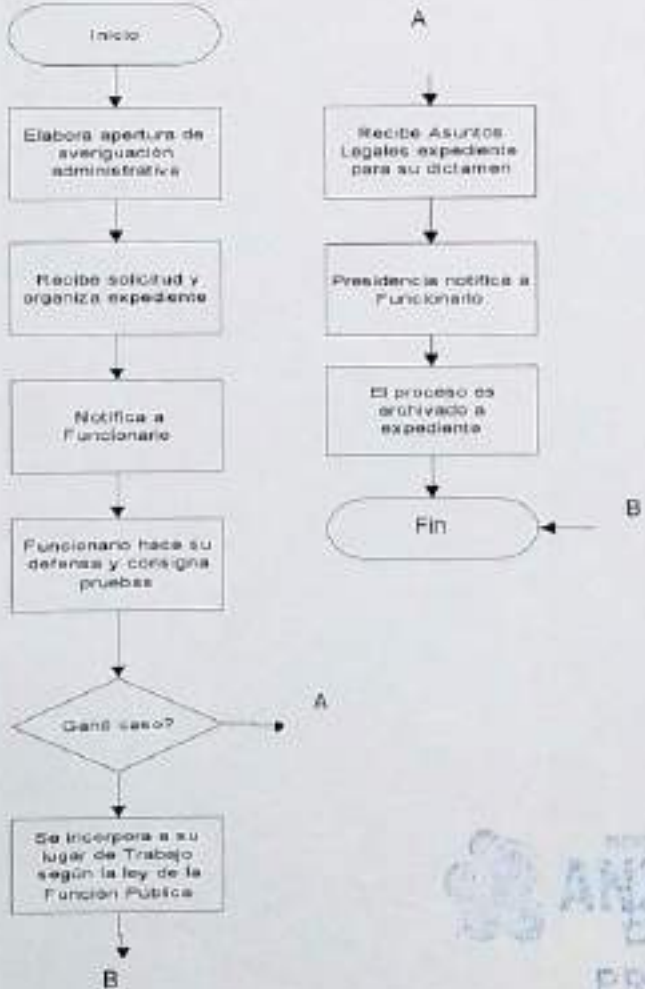 Inicio
Elabora apertura de
averiguación
administrativa
Recibe solicitud y
organiza expediente
Notifica a
Funcionario
Funcionario hace su
defensa y consigna
pruebas
Ganó caso?
A
Se incorpora a su
lugar de Trabajo
según la ley de la
Función Pública
B
A
Recibe Asuntos
Legales expediente
para su dictamen
Presidencia notifica a
Funcionario
El proceso es
archivado a
expediente
Fin
B